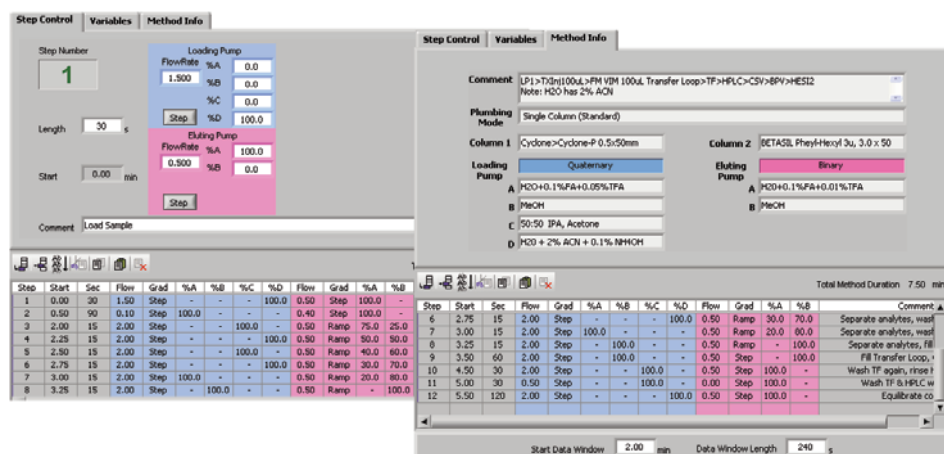 Step Control Variables Method Info
Step Number
1
Loading Pump
FlowRate %A 0.0
1.500 %B 0.0
%C 0.0
Step %D 100.0
Length 30 s
Eluting Pump
FlowRate %A 100.0
0.500 %B 0.0
Start 0.00 min
Step
Comment Load Sample
Step Start Sec Flow Grad %A %B %C %D Flow Grad %A %B
1 0.00 30 1.50 Step - - - 100.0 0.50 Step 100.0 -
2 0.50 90 0.10 Step 100.0 - - - 0.40 Step 100.0 -
3 2.00 15 2.00 Step - - 100.0 - 0.50 Ramp 75.0 25.0
4 2.25 15 2.00 Step - - - 100.0 0.50 Ramp 50.0 50.0
5 2.50 15 2.00 Step - - 100.0 - 0.50 Ramp 40.0 60.0
6 2.75 15 2.00 Step - - - 100.0 0.50 Ramp 30.0 70.0
7 3.00 15 2.00 Step 100.0 - - - 0.50 Ramp 20.0 80.0
8 3.25 15 2.00 Step - 100.0 - - 0.50 Ramp - 100.0
Step Control Variables Method Info
Comment LP1>TXInj100uL>FM VIM 100uL Transfer Loop>TF>HPLC>CSV>BPV>HESI2
Note: H2O has 2% ACN
Plumbing Mode Single Column (Standard)
Column 1 Cyclone>Cyclone-P 0.5x50mm Column 2 BETASIL Pheyl-Hexyl 3u, 3.0 x 50
Loading Pump Quaternary Eluting Pump Binary
A H2O+0.1%FA+0.05%TFA A H2O+0.1%FA+0.01%TFA
B MeOH B MeOH
C 50:50 IPA, Acetone
D H20 + 2% ACN + 0.1% NH4OH
Total Method Duration 7.50 min
Step Start Sec Flow Grad %A %B %C %D Flow Grad %A %B Comment
6 2.75 15 2.00 Step - - - 100.0 0.50 Ramp 30.0 70.0 Separate analytes, wash
7 3.00 15 2.00 Step 100.0 - - - 0.50 Ramp 20.0 80.0 Separate analytes, wash
8 3.25 15 2.00 Step - 100.0 - - 0.50 Ramp - 100.0 Separate analytes, fill
9 3.50 60 2.00 Step - 100.0 - - 0.50 Step - 100.0 Fill Transfer Loop,
10 4.50 30 2.00 Step - - 100.0 - 0.50 Step 100.0 - Wash TF again, rinse
11 5.00 30 0.50 Step - - 100.0 - 0.00 Step 100.0 - Wash TF & HPLC w
12 5.50 120 2.00 Step - - - 100.0 0.50 Step 100.0 - Equilibrate co
Start Data Window 2.00 min Data Window Length 240 s